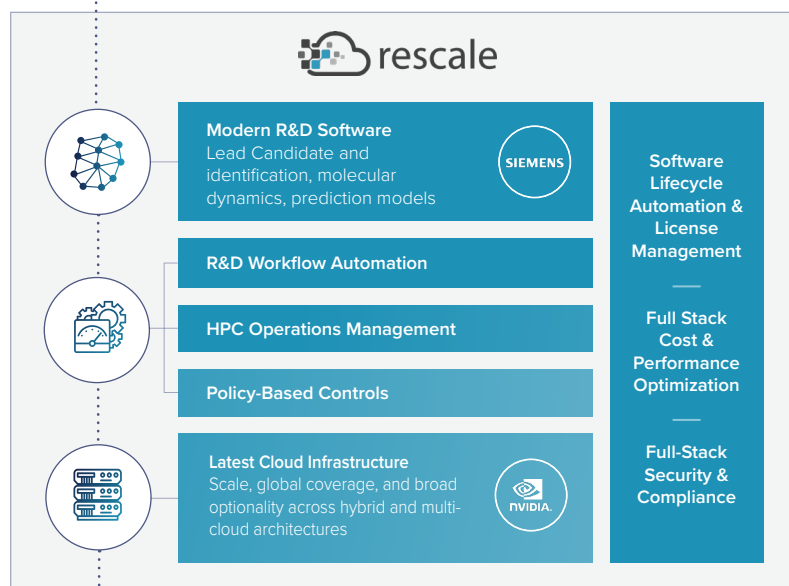 rescale
Modern R&D Software
Lead Candidate and
identification, molecular
dynamics, prediction models
SIEMENS
R&D Workflow Automation
HPC Operations Management
Policy-Based Controls
Latest Cloud Infrastructure
Scale, global coverage, and broad
optionality across hybrid and multi-
cloud architectures
NVIDIA.
Software
Lifecycle
Automation &
License
Management
Full Stack
Cost &
Performance
Optimization
Full-Stack
Security &
Compliance